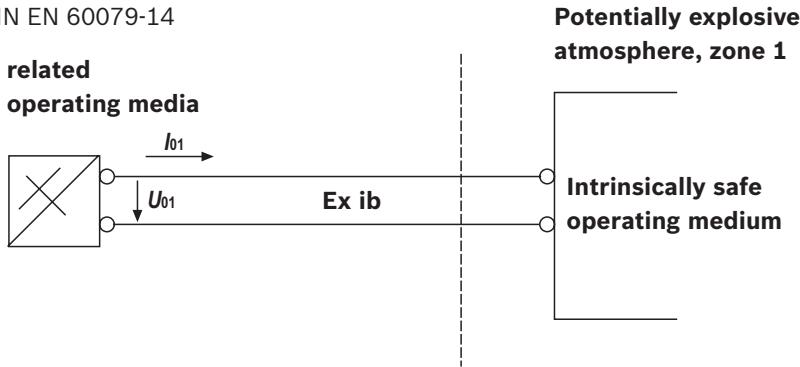 IN EN 60079-14
Potentially explosive
atmosphere, zone 1
related
operating media
I01
U01
Ex ib
Intrinsically safe
operating medium